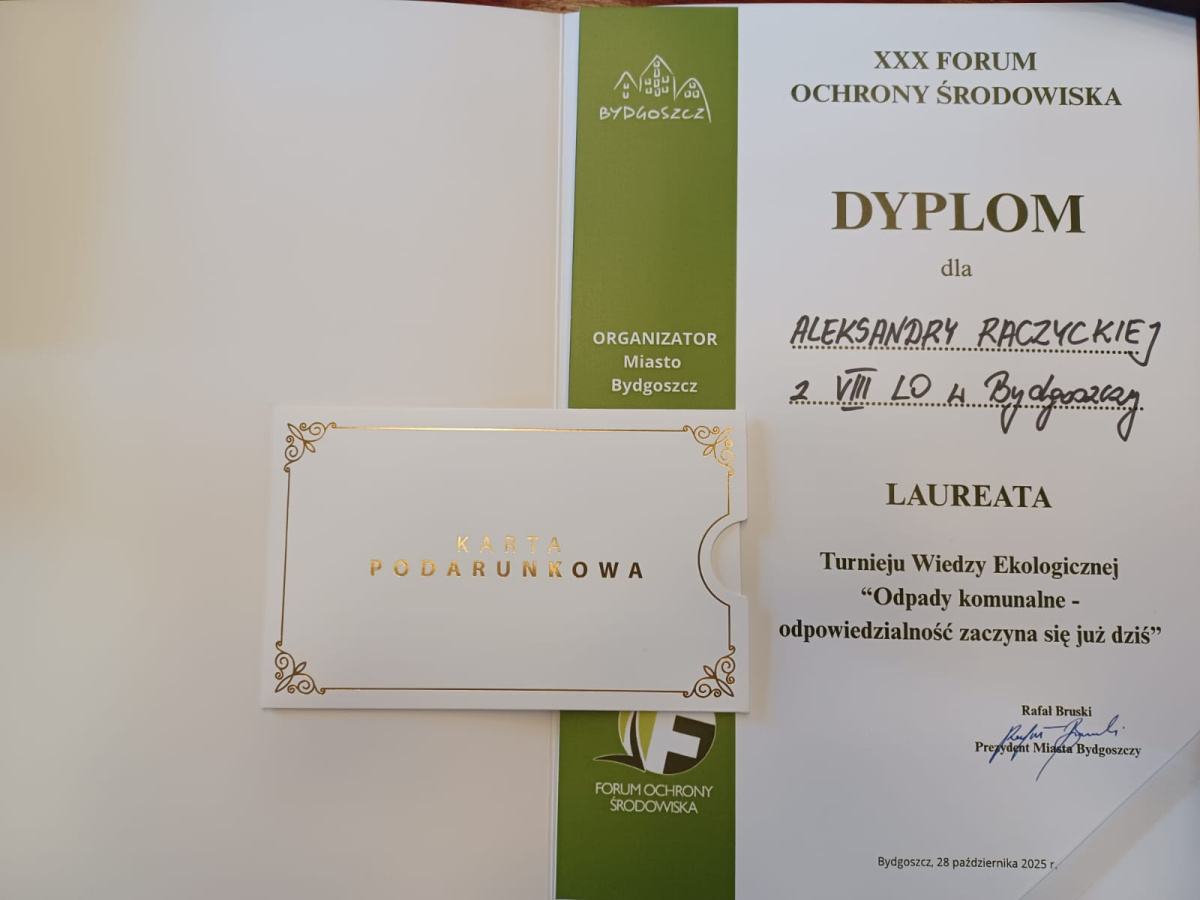 BYDGOSZCZ
ORGANIZATOR
Miasto
Bydgoszcz
KARTA
PODARUNKOWA
F
FORUM OCHRONY
ŚRODOWISKA
XXX FORUM
OCHRONY ŚRODOWISKA
DYPLOM
dla
ALEKSANDRY RACZYCKIEJ
z VIII LO w Bydgoszczy
LAUREATA
Turnieju Wiedzy Ekologicznej
“Odpady komunalne -
odpowiedzialność zaczyna się już dziś”
Rafał Bruski
Prezydent Miasta Bydgoszczy
Bydgoszcz, 28 października 2025 r.